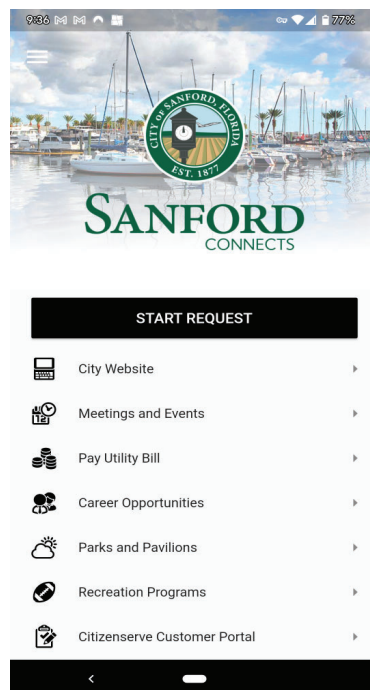 9:36
77%
CITY OF SANFORD, FLORIDA
EST. 1877
SANFORD
CONNECTS
START REQUEST
City Website
Meetings and Events
Pay Utility Bill
Career Opportunities
Parks and Pavilions
Recreation Programs
Citizenserve Customer Portal